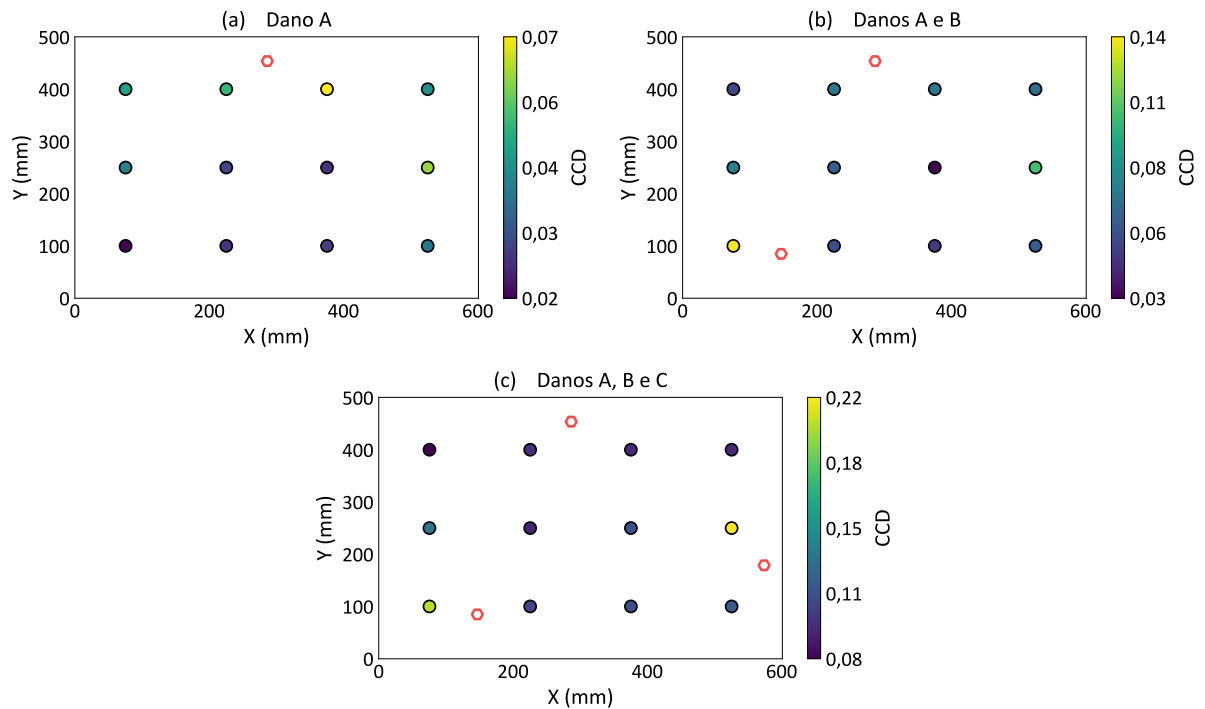 (a) Dano A
500
400
300
200
100
0
Y (mm)
0 200 400 600
X (mm)
0,07
0,06
0,04
0,03
0,02
CCD
(b) Danos A e B
500
400
300
200
100
0
Y (mm)
0 200 400 600
X (mm)
0,14
0,11
0,08
0,06
0,03
CCD
(c) Danos A, B e C
500
400
300
200
100
0
Y (mm)
0 200 400 600
X (mm)
0,22
0,18
0,15
0,11
0,08
CCD